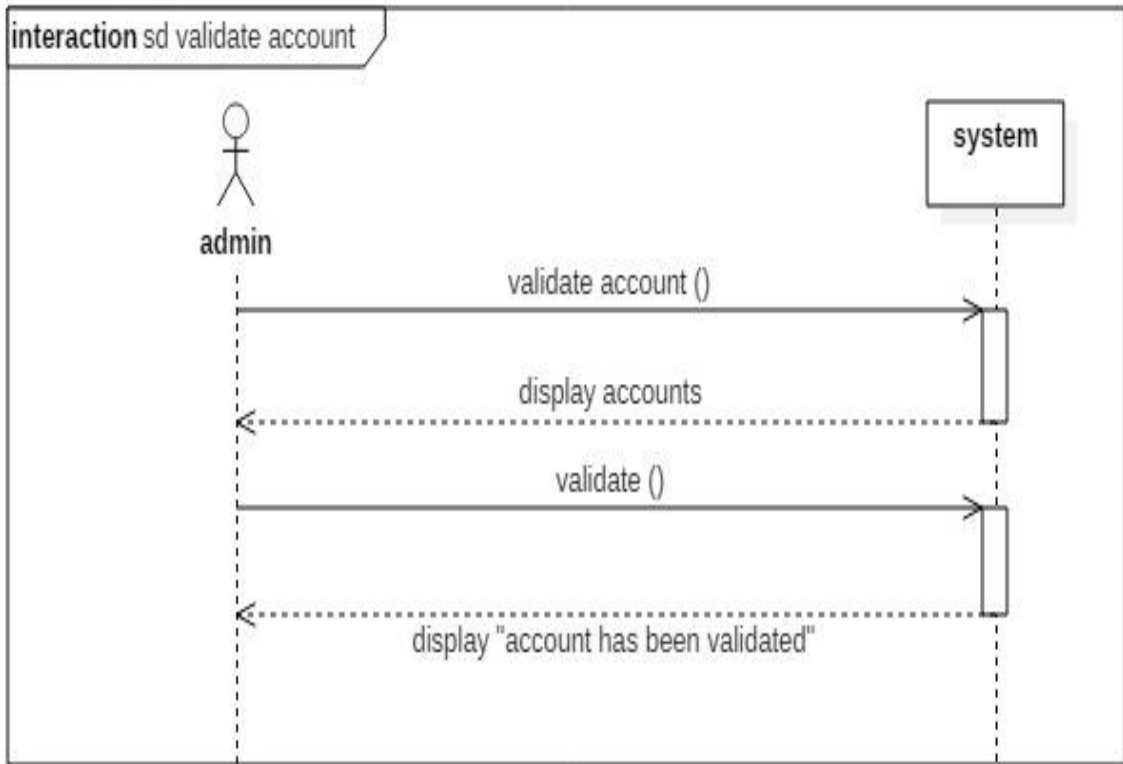 interaction sd validate account
system
admin
validate account ()
display accounts
validate ()
display "account has been validated"